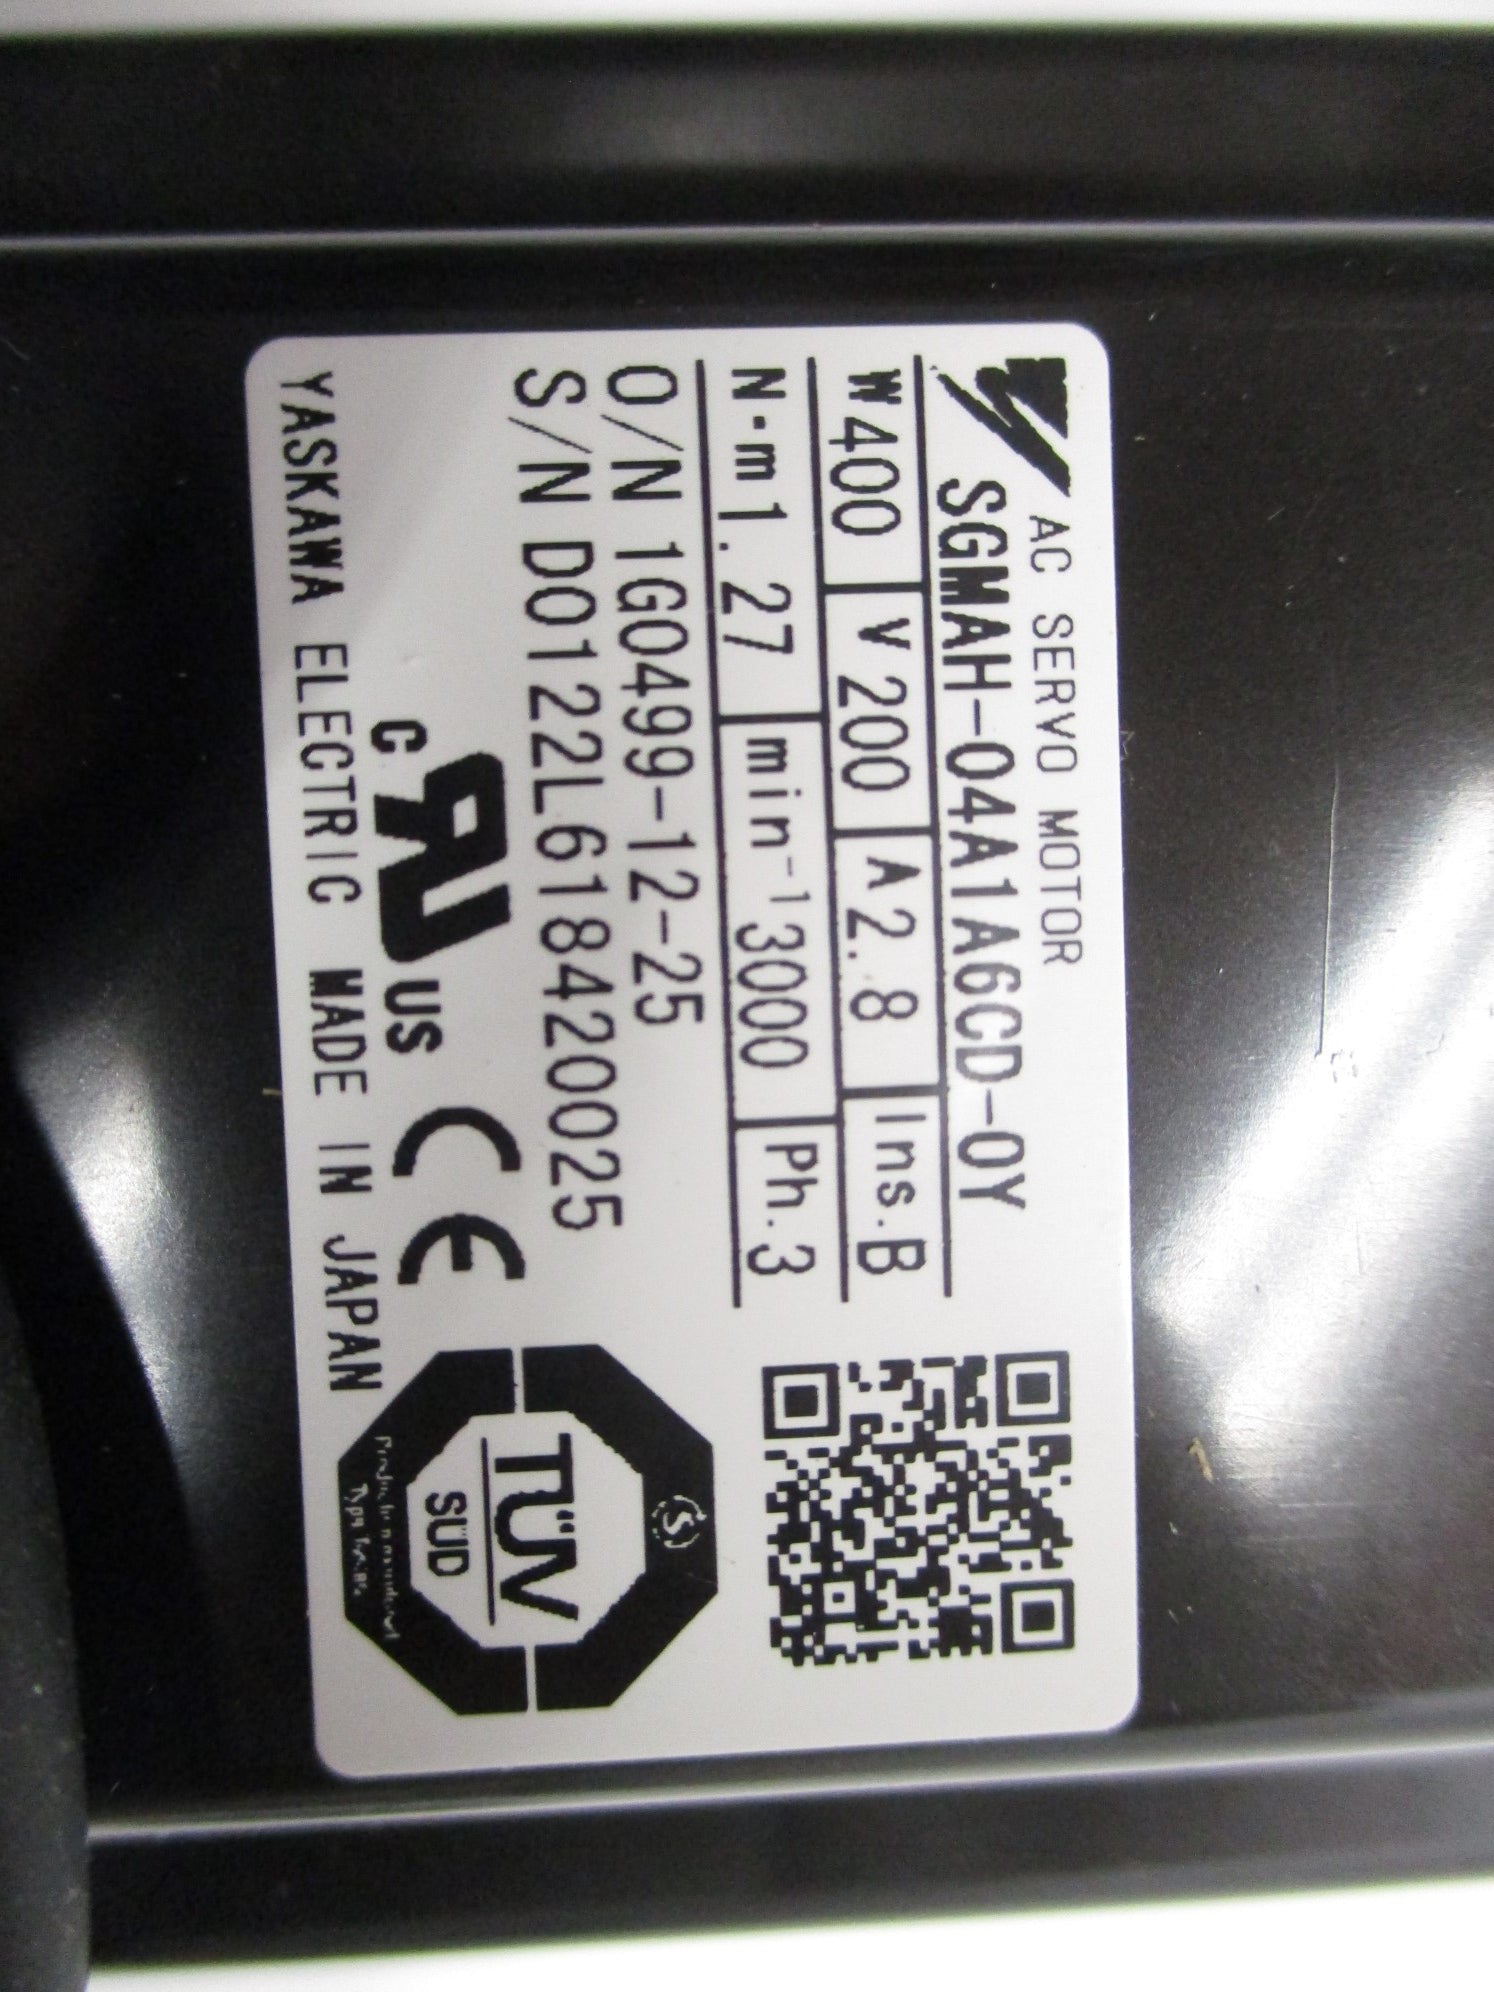 AC SERVO MOTOR
SGMAH-04A1A6CD-0Y
W 400 V 200 A 2.8 Ins. B
N·m 1.27 min⁻¹ 3000 Ph. 3
O/N 1G0499-12-25
S/N D0122L618420025
C US CE
TÜV
SÜD
YASKAWA ELECTRIC MADE IN JAPAN